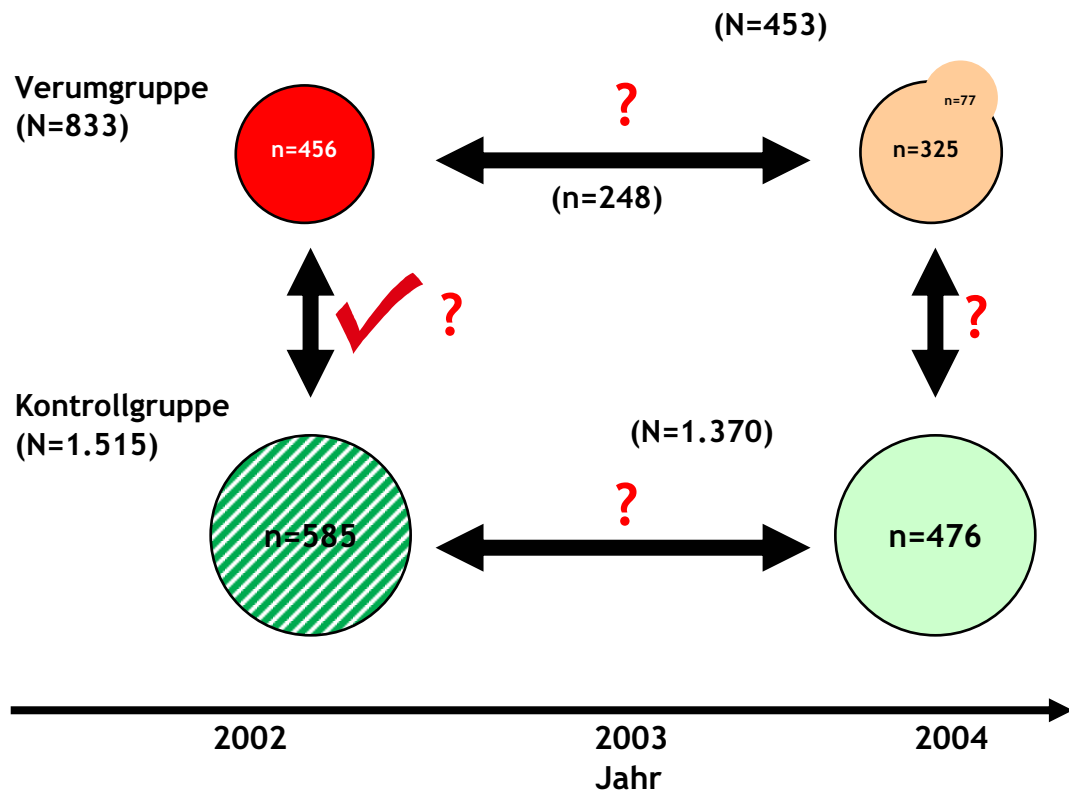 (N=453)
Verumgruppe
(N=833)
?
n=77
n=456
n=325
(n=248)
?
?
Kontrollgruppe
(N=1.515)
(N=1.370)
?
n=585
n=476
2002
2003
2004
Jahr